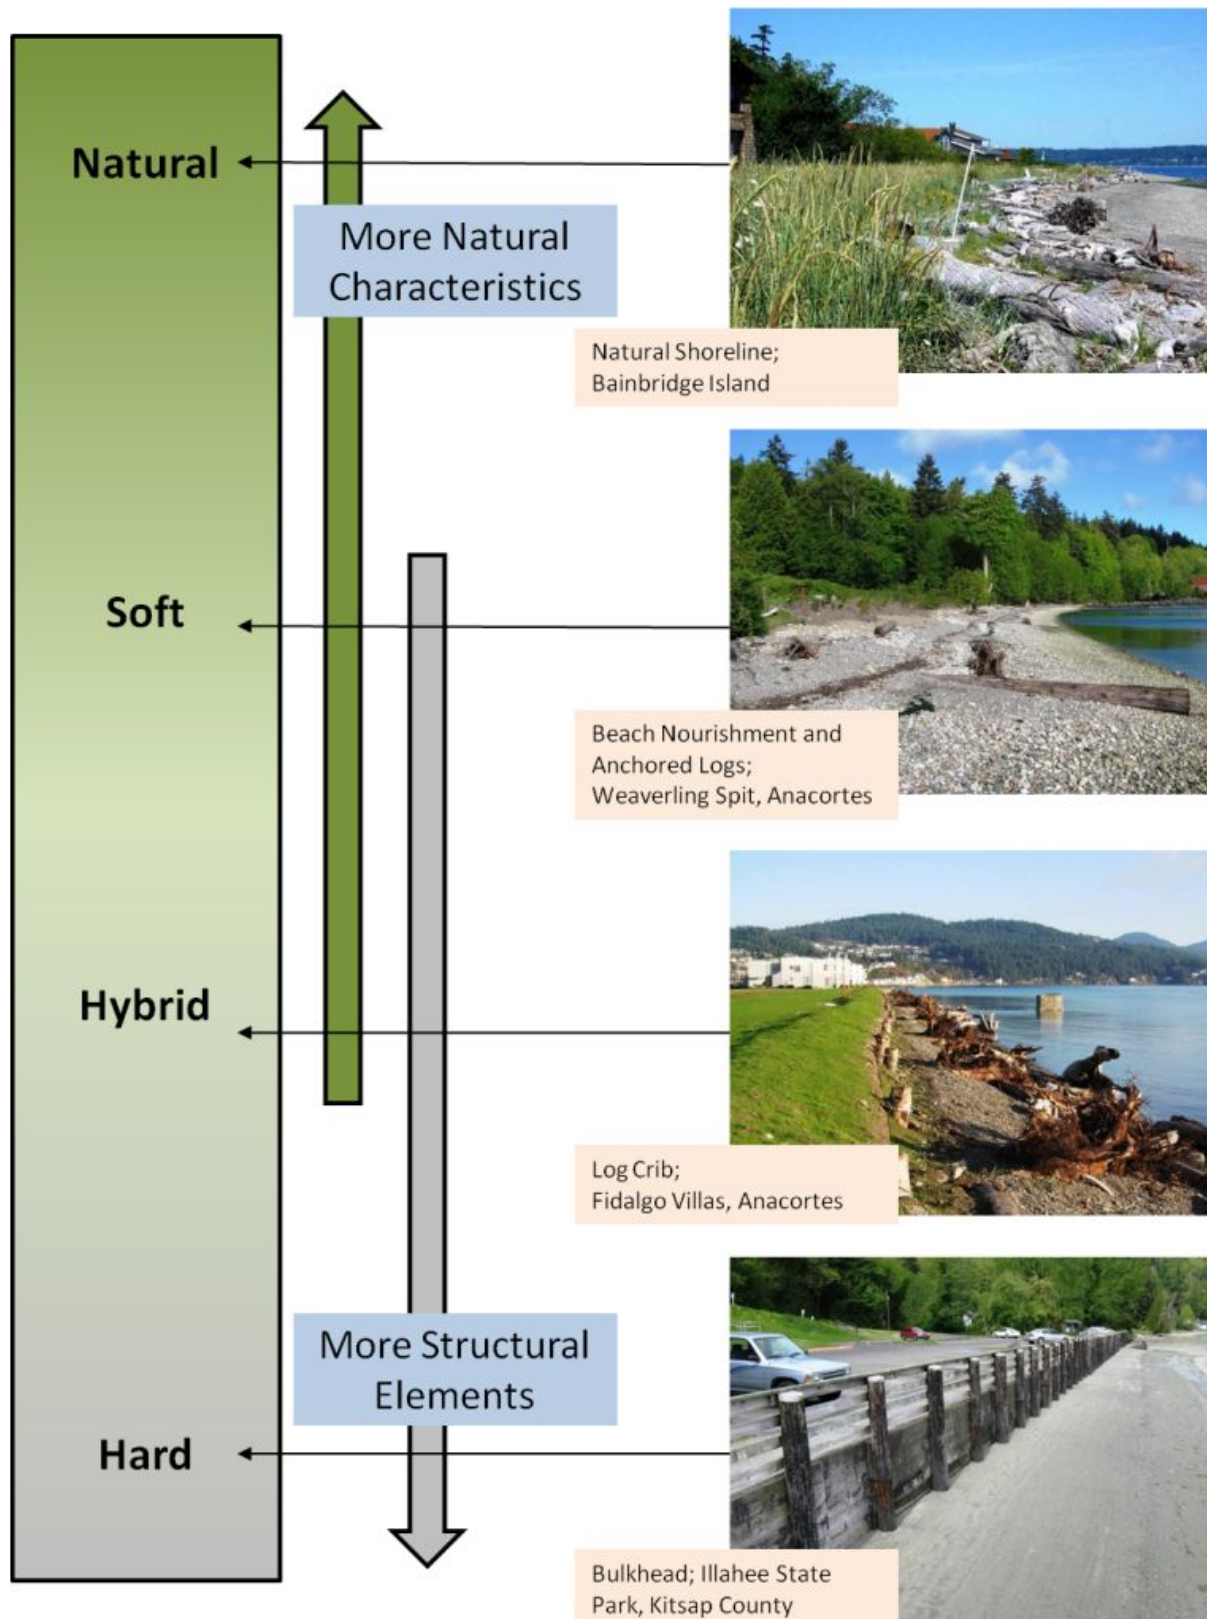 Natural
More Natural
Characteristics
Natural Shoreline;
Bainbridge Island
Soft
Beach Nourishment and
Anchored Logs;
Weaverling Spit, Anacortes
Hybrid
Log Crib;
Fidalgo Villas, Anacortes
More Structural
Elements
Hard
Bulkhead; Illahee State
Park, Kitsap County